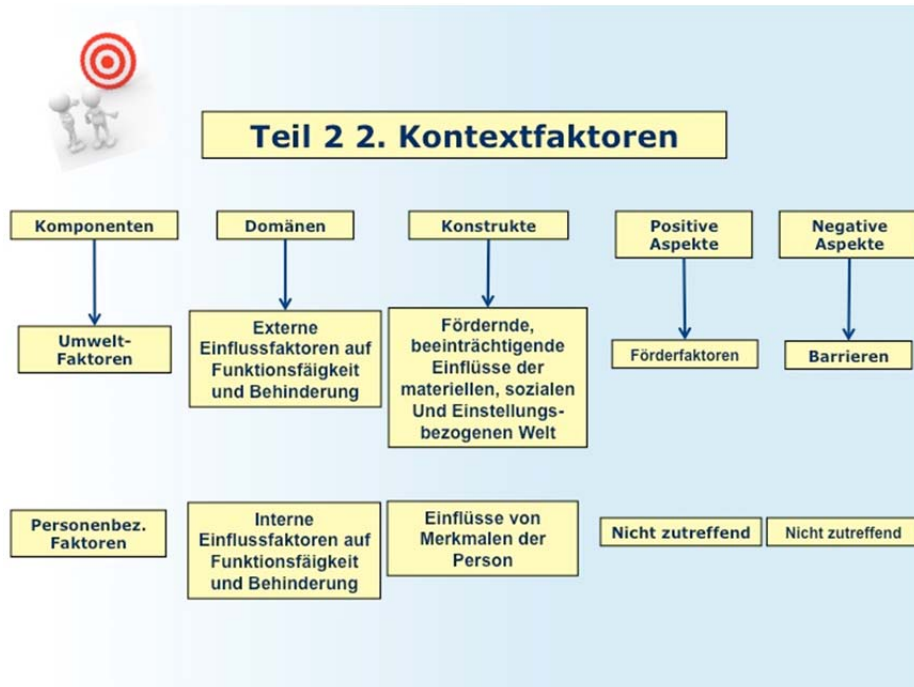 Teil 2 2. Kontextfaktoren
Komponenten
Domänen
Konstrukte
Positive
Aspekte
Negative
Aspekte
Umwelt-
Faktoren
Externe
Einflussfaktoren auf
Funktionsfäigkeit
und Behinderung
Fördernde,
beeinträchtigende
Einflüsse der
materiellen, sozialen
Und Einstellungs-
bezogenen Welt
Förderfaktoren
Barrieren
Personenbez.
Faktoren
Interne
Einflussfaktoren auf
Funktionsfäigkeit
und Behinderung
Einflüsse von
Merkmalen der
Person
Nicht zutreffend
Nicht zutreffend